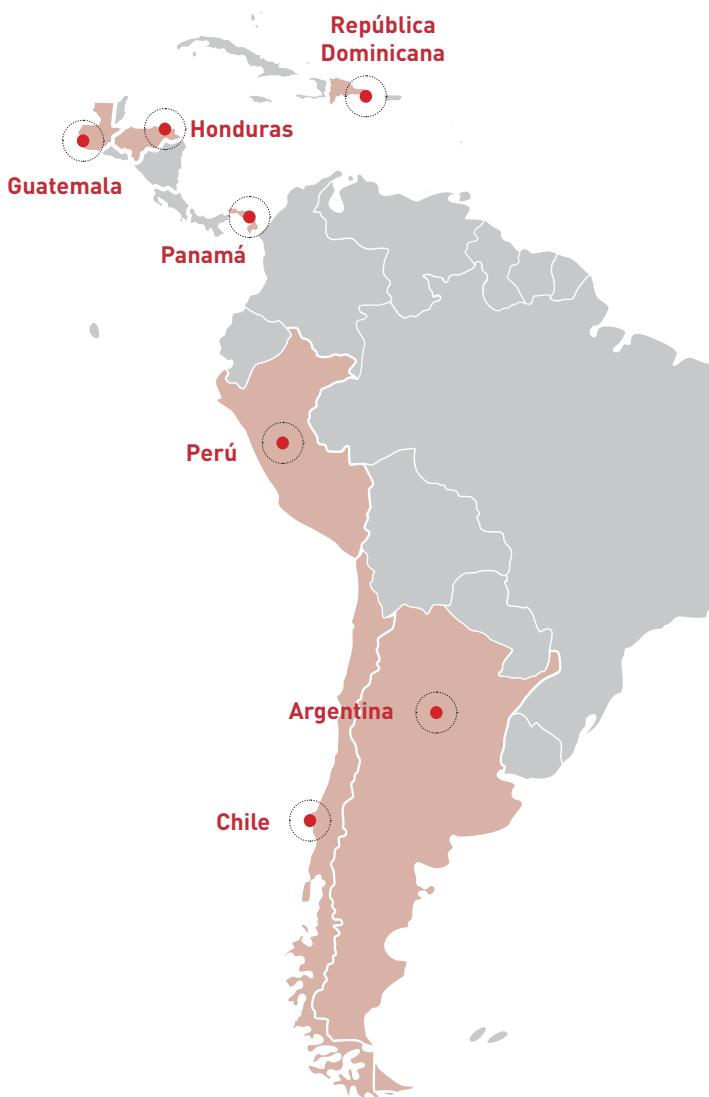 República
Dominicana
Honduras
Guatemala
Panamá
Perú
Argentina
Chile